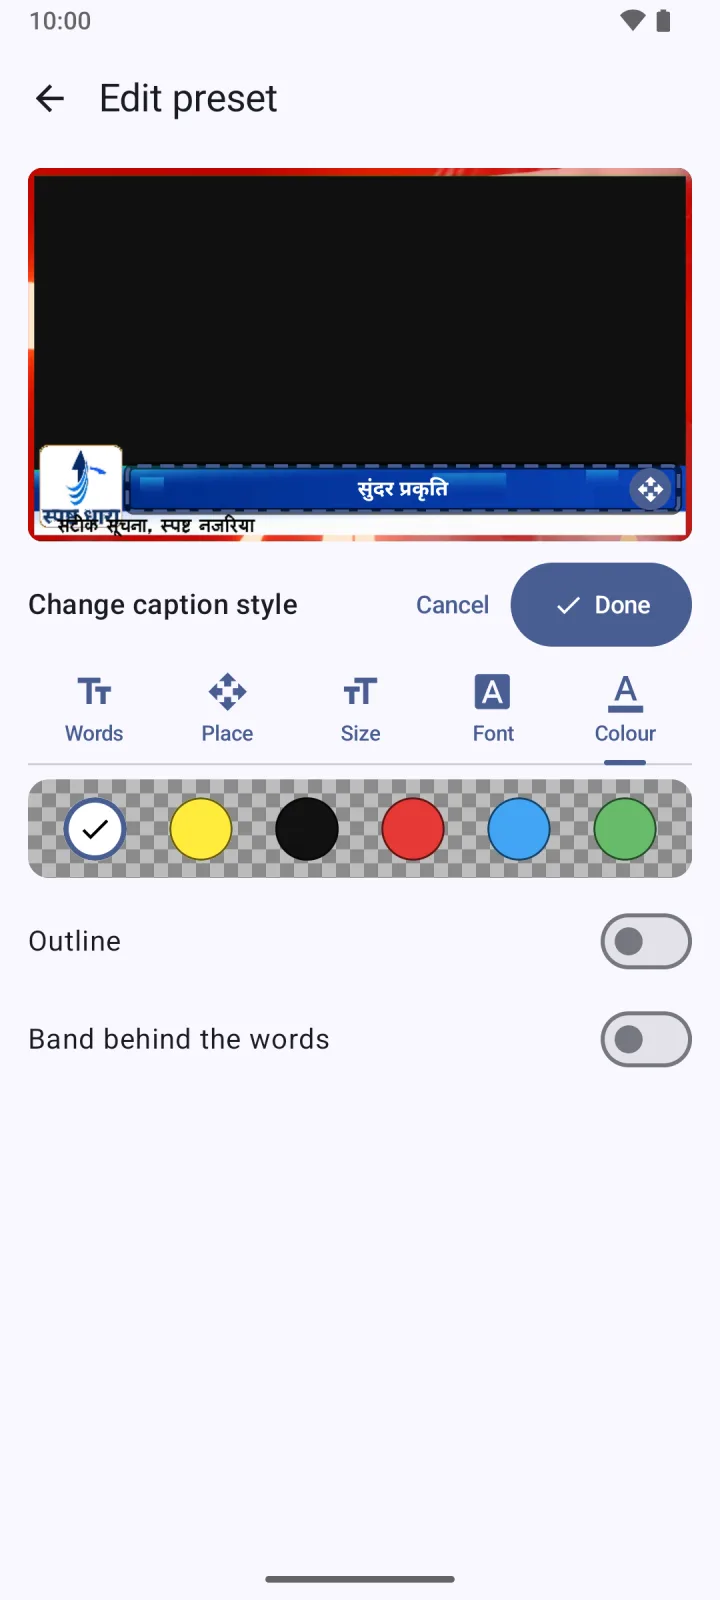 10:00
Edit preset
सुंदर प्रकृति
स्पष्ट धारा
सटीक सूचना, स्पष्ट नजरिया
Change caption style
Cancel
Done
Words
Place
Size
Font
Colour
Outline
Band behind the words